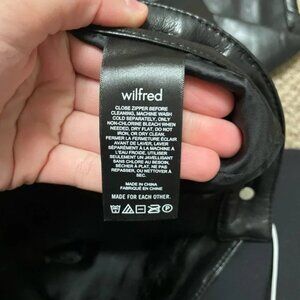 wilfred
CLOSE ZIPPER BEFORE
CLEANING, MACHINE WASH
COLD SEPARATELY, ONLY
NON-CHLORINE BLEACH WHEN
NEEDED, DRY FLAT, DO NOT
IRON, OR DRY CLEAN.
FERMER LA FERMETURE ÉCLAIR
AVANT DE LAVER, LAVER
SÉPARÉMENT À LA MACHINE À
L'EAU FROIDE, UTILISER
SEULEMENT UN JAVELLISANT
SANS CHLORE AU BESOIN,
SÉCHER À PLAT, NE PAS
REPASSER, OU NETTOYER
À SEC.
MADE IN CHINA
FABRIQUÉ EN CHINE
MADE FOR EACH OTHER.